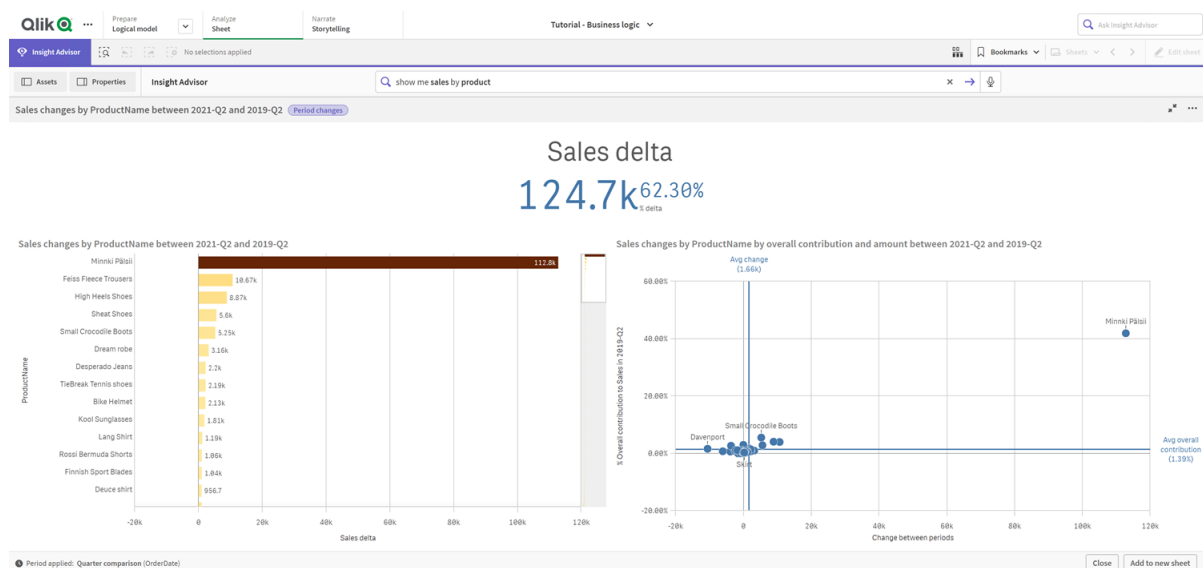 Qlik
Prepare
Logical model
Analyze
Sheet
Narrate
Storytelling
Tutorial - Business logic
Ask Insight Advisor
Insight Advisor
No selections applied
Bookmarks
Sheets
Edit sheet
Assets
Properties
Insight Advisor
show me sales by product
Sales changes by ProductName between 2021-Q2 and 2019-Q2
Period changes
Sales delta
124.7k
62.30%
% delta
Sales changes by ProductName between 2021-Q2 and 2019-Q2
ProductName
Minnki Pälsii 112.8k
Feiss Fleece Trousers 10.67k
High Heels Shoes 8.87k
Sheat Shoes 5.6k
Small Crocodile Boots 5.25k
Dream robe 3.16k
Desperado Jeans 2.2k
TieBreak Tennis shoes 2.19k
Bike Helmet 2.13k
Kool Sunglasses 1.81k
Lang Shirt 1.19k
Rossi Bermuda Shorts 1.06k
Finnish Sport Blades 1.04k
Deuce shirt 956.7
-20k 0 20k 40k 60k 80k 100k 120k
Sales delta
Sales changes by ProductName by overall contribution and amount between 2021-Q2 and 2019-Q2
Avg change
(1.66k)
% Overall contribution to Sales in 2019-Q2
60.00%
40.00%
20.00%
0.00%
-20.00%
Minnki Pälsii
Small Crocodile Boots
Davenport
Skirt
Avg overall
contribution
(1.39%)
-20k 0 20k 40k 60k 80k 100k 120k
Change between periods
Period applied: Quarter comparison (OrderDate)
Close
Add to new sheet